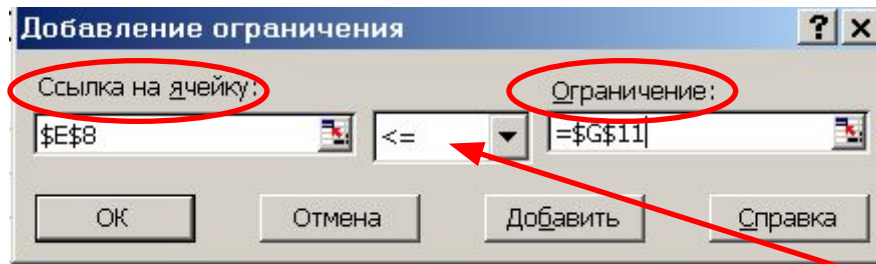 Добавление ограничения
Ссылка на ячейку: Ограничение:
$E$8 <= =$G$11
ОК Отмена Добавить Справка